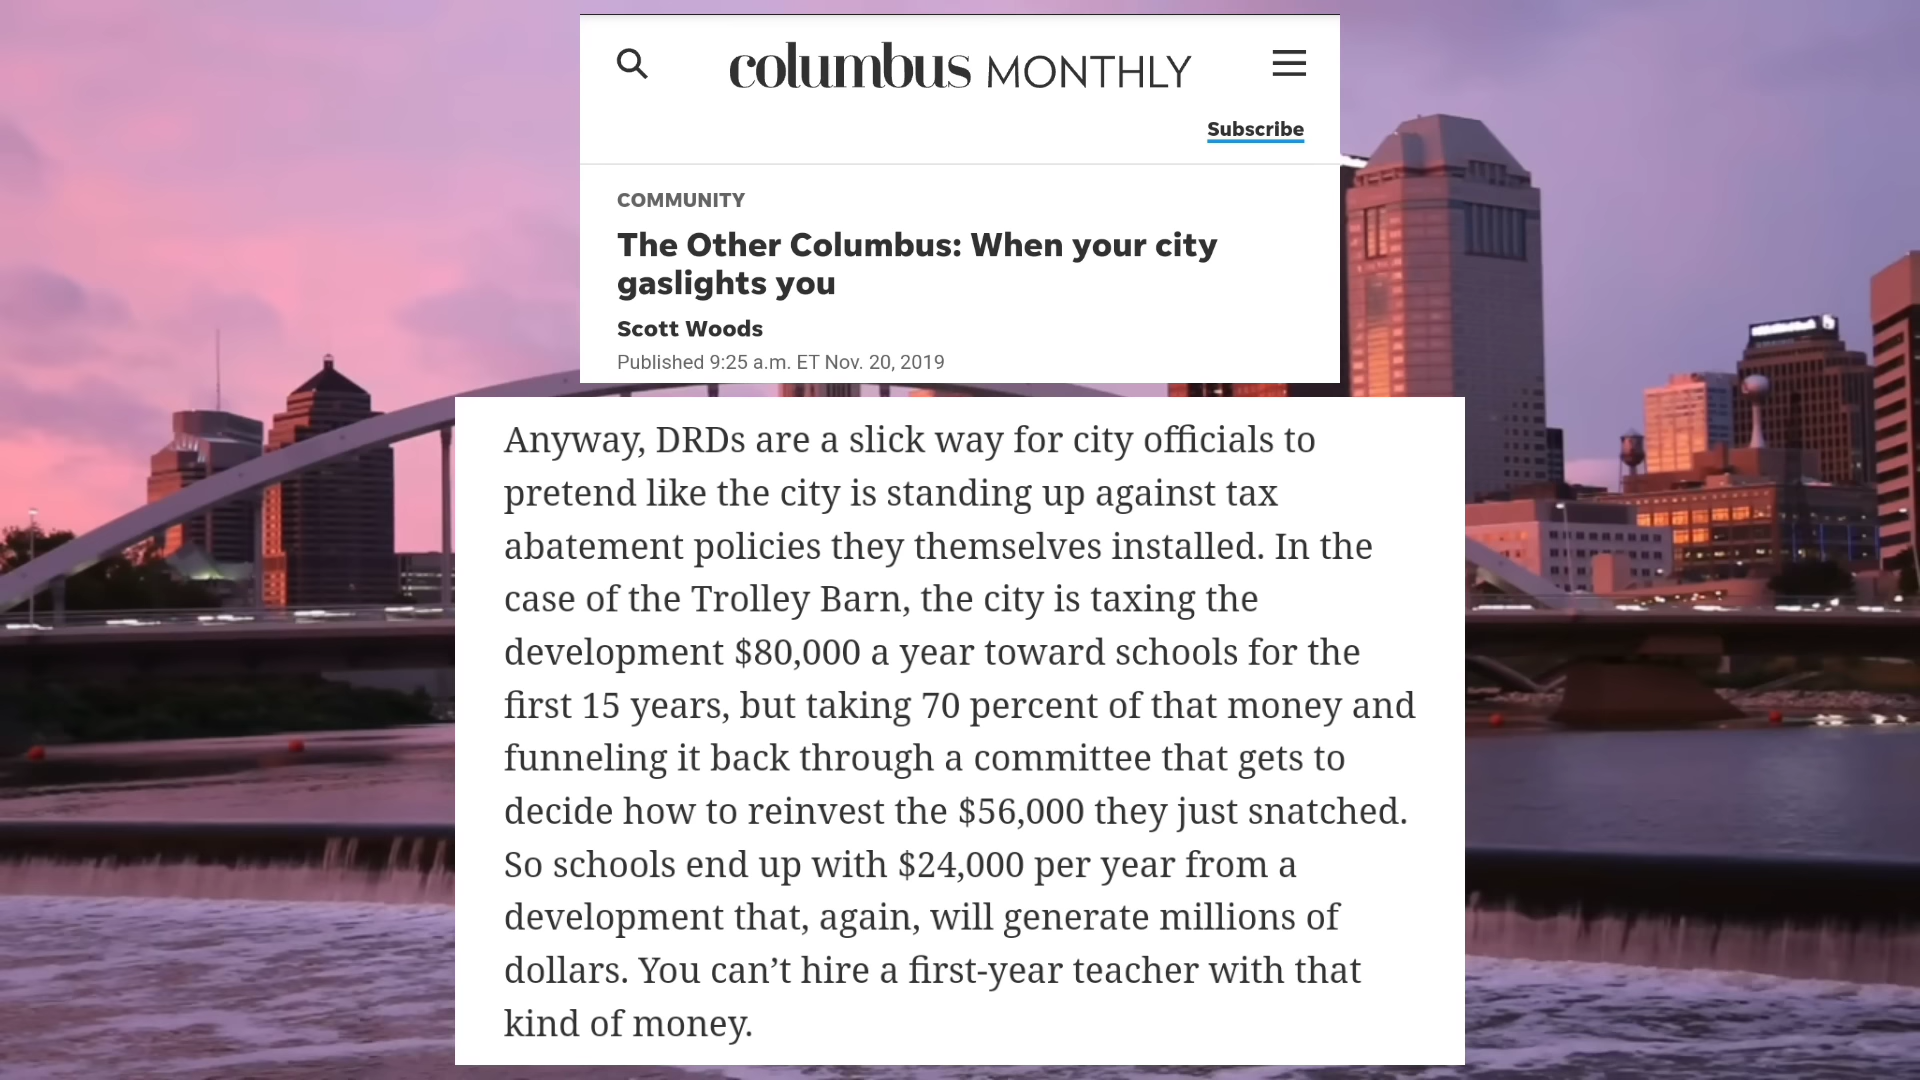 columbus MONTHLY
Subscribe
COMMUNITY
The Other Columbus: When your city
gaslights you
Scott Woods
Published 9:25 a.m. ET Nov. 20, 2019
Anyway, DRDs are a slick way for city officials to
pretend like the city is standing up against tax
abatement policies they themselves installed. In the
case of the Trolley Barn, the city is taxing the
development $80,000 a year toward schools for the
first 15 years, but taking 70 percent of that money and
funneling it back through a committee that gets to
decide how to reinvest the $56,000 they just snatched.
So schools end up with $24,000 per year from a
development that, again, will generate millions of
dollars. You can’t hire a first-year teacher with that
kind of money.